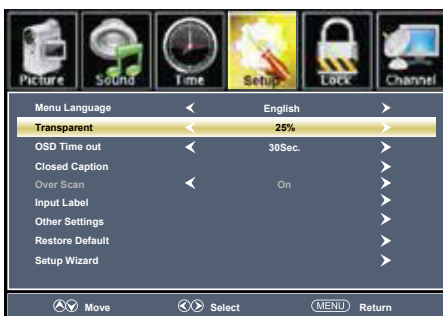 Picture Sound Time Setup Lock Channel
Menu Language English
Transparent 25%
OSD Time out 30Sec.
Closed Caption
Over Scan On
Input Label
Other Settings
Restore Default
Setup Wizard
Move Select MENU Return